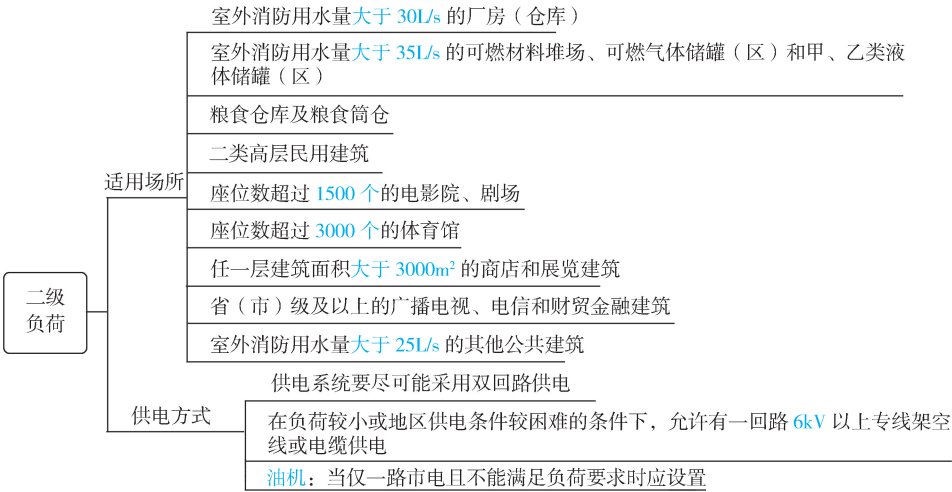 室外消防用水量大于 30L/s 的厂房（仓库）
室外消防用水量大于 35L/s 的可燃材料堆场、可燃气体储罐（区）和甲、乙类液
体储罐（区）
粮食仓库及粮食筒仓
二类高层民用建筑
适用场所
座位数超过 1500 个的电影院、剧场
座位数超过 3000 个的体育馆
任一层建筑面积大于 3000m² 的商店和展览建筑
二级
负荷
省（市）级及以上的广播电视、电信和财贸金融建筑
室外消防用水量大于 25L/s 的其他公共建筑
供电系统要尽可能采用双回路供电
供电方式
在负荷较小或地区供电条件较困难的条件下，允许有一回路 6kV 以上专线架空
线或电缆供电
油机：当仅一路市电且不能满足负荷要求时应设置